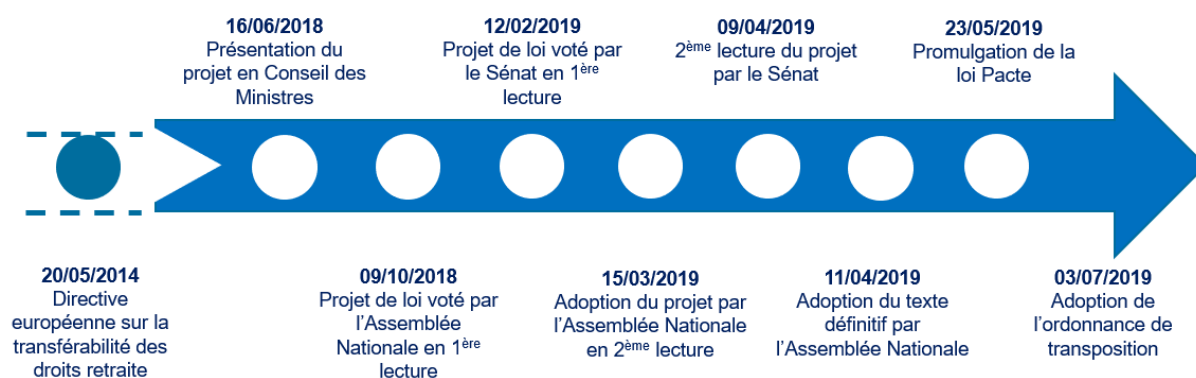 16/06/2018
Présentation du
projet en Conseil des
Ministres
12/02/2019
Projet de loi voté par
le Sénat en 1ère
lecture
09/04/2019
2ème lecture du projet
par le Sénat
23/05/2019
Promulgation de la
loi Pacte
20/05/2014
Directive
européenne sur la
transférabilité des
droits retraite
09/10/2018
Projet de loi voté par
l'Assemblée
Nationale en 1ère
lecture
15/03/2019
Adoption du projet par
l'Assemblée Nationale
en 2ème lecture
11/04/2019
Adoption du texte
définitif par
l'Assemblée Nationale
03/07/2019
Adoption de
l'ordonnance de
transposition